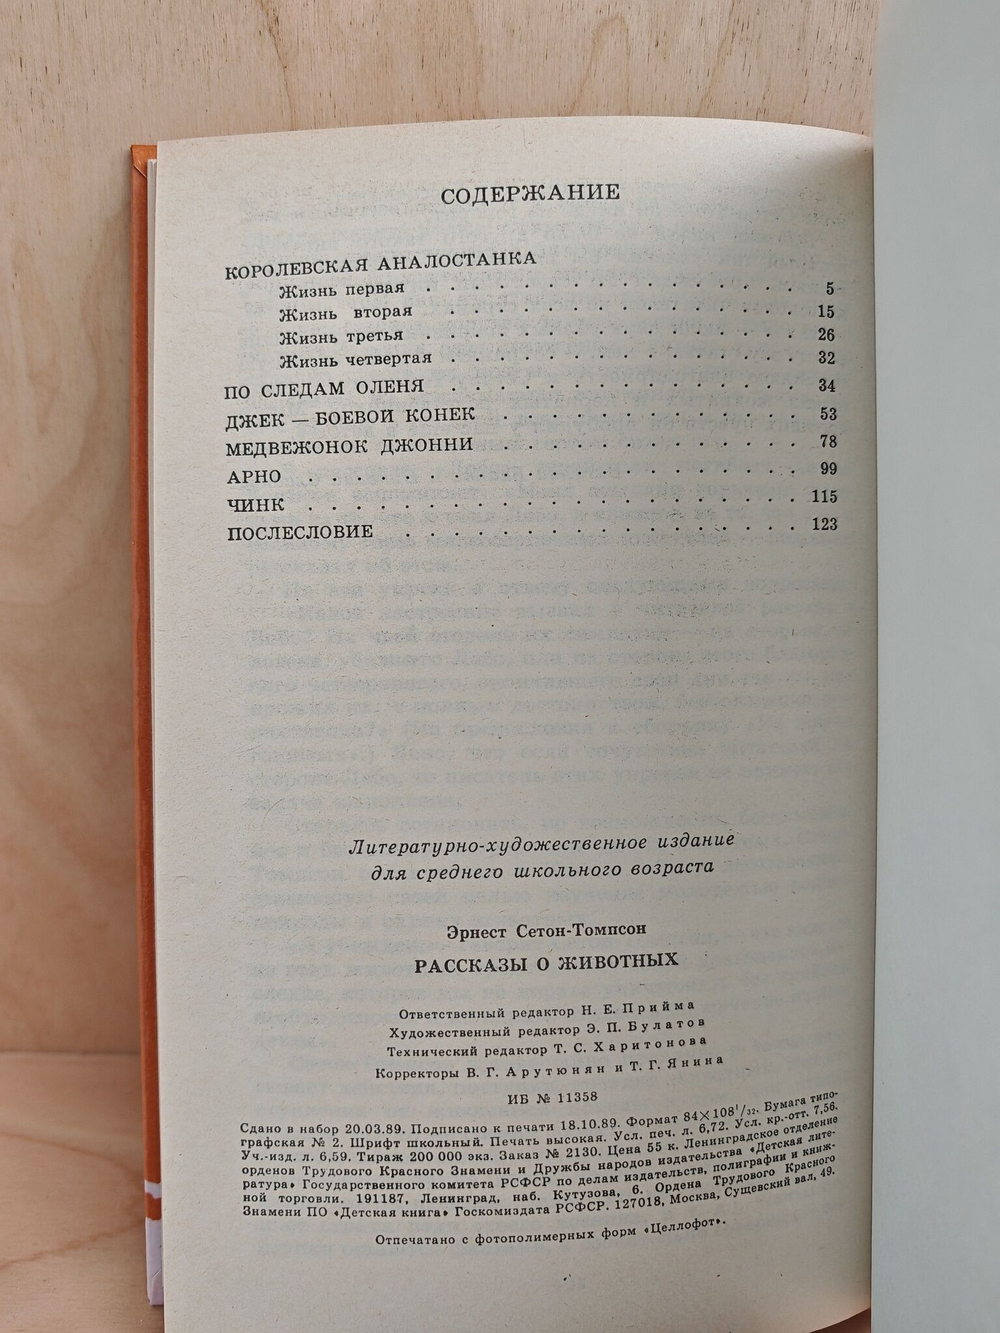 СОДЕРЖАНИЕ
КОРОЛЕВСКАЯ АНАЛОСТАНКА
Жизнь первая . . . . . . . . . . . . . . . . . 5
Жизнь вторая . . . . . . . . . . . . . . . . 15
Жизнь третья . . . . . . . . . . . . . . . . . 26
Жизнь четвертая . . . . . . . . . . . . . . . . 32
ПО СЛЕДАМ ОЛЕНЯ . . . . . . . . . . . . . . . 34
ДЖЕК — БОЕВОЙ КОНЕК . . . . . . . . . . . . . 53
МЕДВЕЖОНОК ДЖОННИ . . . . . . . . . . . . . 78
АРНО . . . . . . . . . . . . . . . . . . . . . 99
ЧИНК . . . . . . . . . . . . . . . . . . . . 115
ПОСЛЕСЛОВИЕ . . . . . . . . . . . . . . . . 123
Литературно-художественное издание
для среднего школьного возраста
Эрнест Сетон-Томпсон
РАССКАЗЫ О ЖИВОТНЫХ
Ответственный редактор Н. Е. Прийма
Художественный редактор Э. П. Булатов
Технический редактор Т. С. Харитонова
Корректоры В. Г. Арутюнян и Т. Г. Янина
ИБ № 11358
Сдано в набор 20.03.89. Подписано к печати 18.10.89. Формат 84×108¹/₃₂. Бумага типо-
графская № 2. Шрифт школьный. Печать высокая. Усл. печ. л. 6,72. Усл. кр.-отт. 7,56.
Уч.-изд. л. 6,59. Тираж 200 000 экз. Заказ № 2130. Цена 55 к. Ленинградское отделение
орденов Трудового Красного Знамени и Дружбы народов издательства «Детская лите-
ратура» Государственного комитета РСФСР по делам издательств, полиграфии и книж-
ной торговли. 191187, Ленинград, наб. Кутузова, 6. Ордена Трудового Красного
Знамени ПО «Детская книга» Госкомиздата РСФСР. 127018, Москва, Сущевский вал, 49.
Отпечатано с фотополимерных форм «Целлофот».